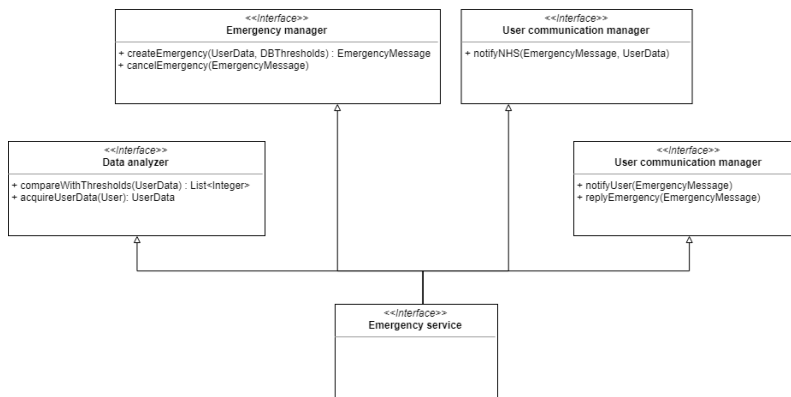 <<Interface>>
Emergency manager
+ createEmergency(UserData, DBThresholds) : EmergencyMessage
+ cancelEmergency(EmergencyMessage)
<<Interface>>
User communication manager
+ notifyNHS(EmergencyMessage, UserData)
<<Interface>>
Data analyzer
+ compareWithThresholds(UserData) : List<Integer>
+ acquireUserData(User): UserData
<<Interface>>
User communication manager
+ notifyUser(EmergencyMessage)
+ replyEmergency(EmergencyMessage)
<<Interface>>
Emergency service